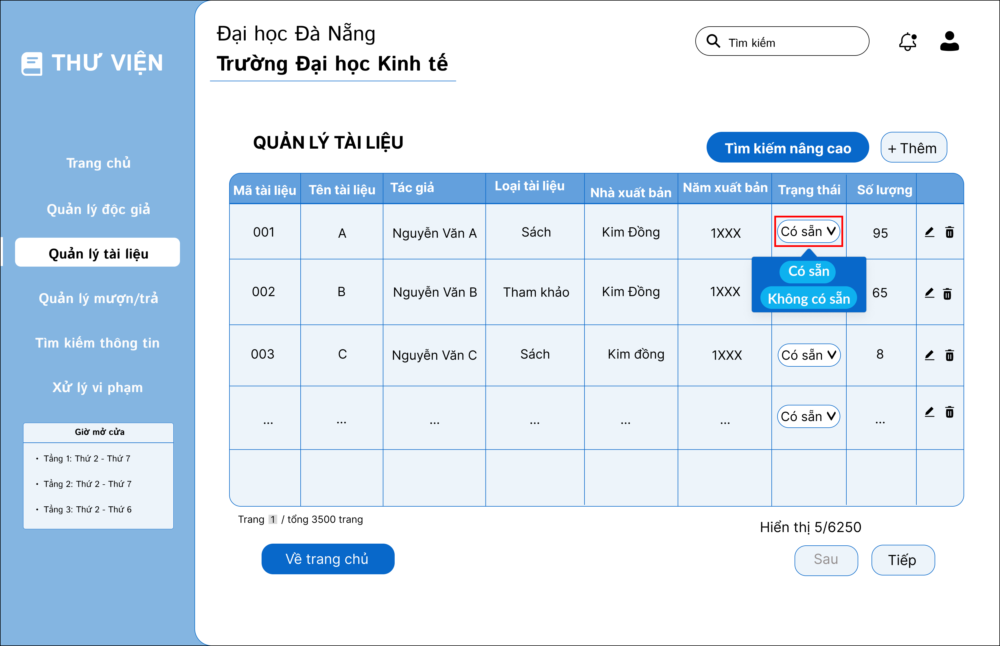 THƯ VIỆN
Trang chủ
Quản lý độc giả
Quản lý tài liệu
Quản lý mượn/trả
Tìm kiếm thông tin
Xử lý vi phạm
Giờ mở cửa
• Tầng 1: Thứ 2 - Thứ 7
• Tầng 2: Thứ 2 - Thứ 7
• Tầng 3: Thứ 2 - Thứ 6
Đại học Đà Nẵng
Trường Đại học Kinh tế
Tìm kiếm
QUẢN LÝ TÀI LIỆU
Tìm kiếm nâng cao
+ Thêm
Mã tài liệu Tên tài liệu Tác giả Loại tài liệu Nhà xuất bản Năm xuất bản Trạng thái Số lượng
001 A Nguyễn Văn A Sách Kim Đồng 1XXX Có sẵn 95
Có sẵn
Không có sẵn
002 B Nguyễn Văn B Tham khảo Kim Đồng 1XXX 65
003 C Nguyễn Văn C Sách Kim đồng 1XXX Có sẵn 8
... ... ... ... ... ... Có sẵn ...
Trang 1 / tổng 3500 trang
Hiển thị 5/6250
Về trang chủ
Sau
Tiếp